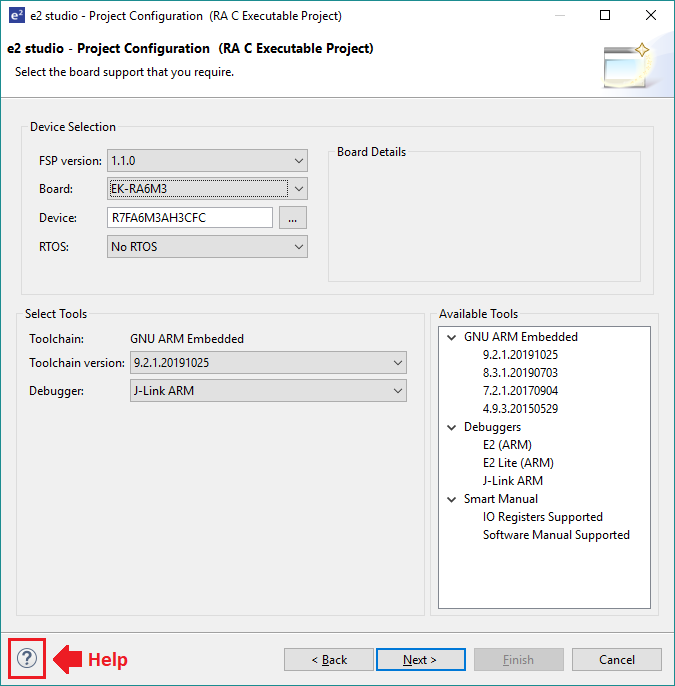 e² e2 studio - Project Configuration (RA C Executable Project)
e2 studio - Project Configuration (RA C Executable Project)
Select the board support that you require.
Device Selection
FSP version: 1.1.0
Board: EK-RA6M3
Device: R7FA6M3AH3CFC ...
RTOS: No RTOS
Board Details
Select Tools
Toolchain: GNU ARM Embedded
Toolchain version: 9.2.1.20191025
Debugger: J-Link ARM
Available Tools
GNU ARM Embedded
9.2.1.20191025
8.3.1.20190703
7.2.1.20170904
4.9.3.20150529
Debuggers
E2 (ARM)
E2 Lite (ARM)
J-Link ARM
Smart Manual
IO Registers Supported
Software Manual Supported
? Help
< Back Next > Finish Cancel